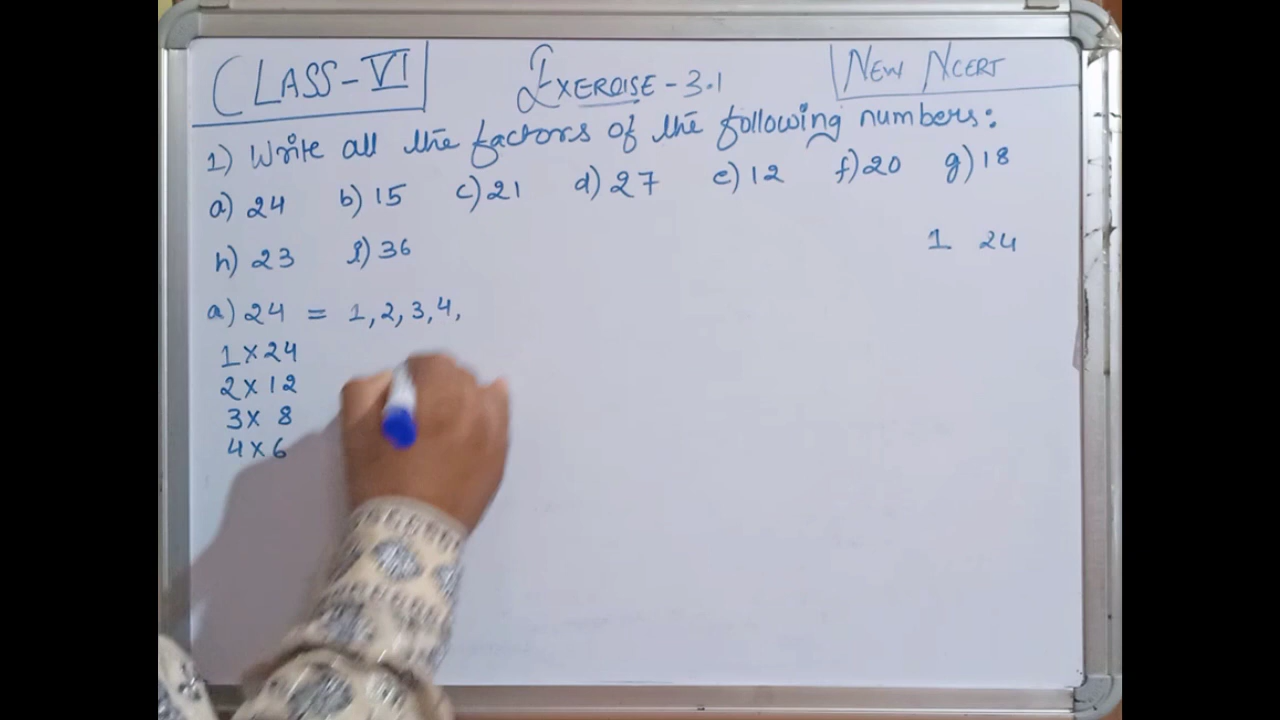 CLASS-VI EXERCISE-3.1 NEW NCERT
1) Write all the factors of the following numbers:
a) 24 b) 15 c) 21 d) 27 e) 12 f) 20 g) 18
h) 23 i) 36
1 24
a) 24 = 1, 2, 3, 4,
1 x 24
2 x 12
3 x 8
4 x 6